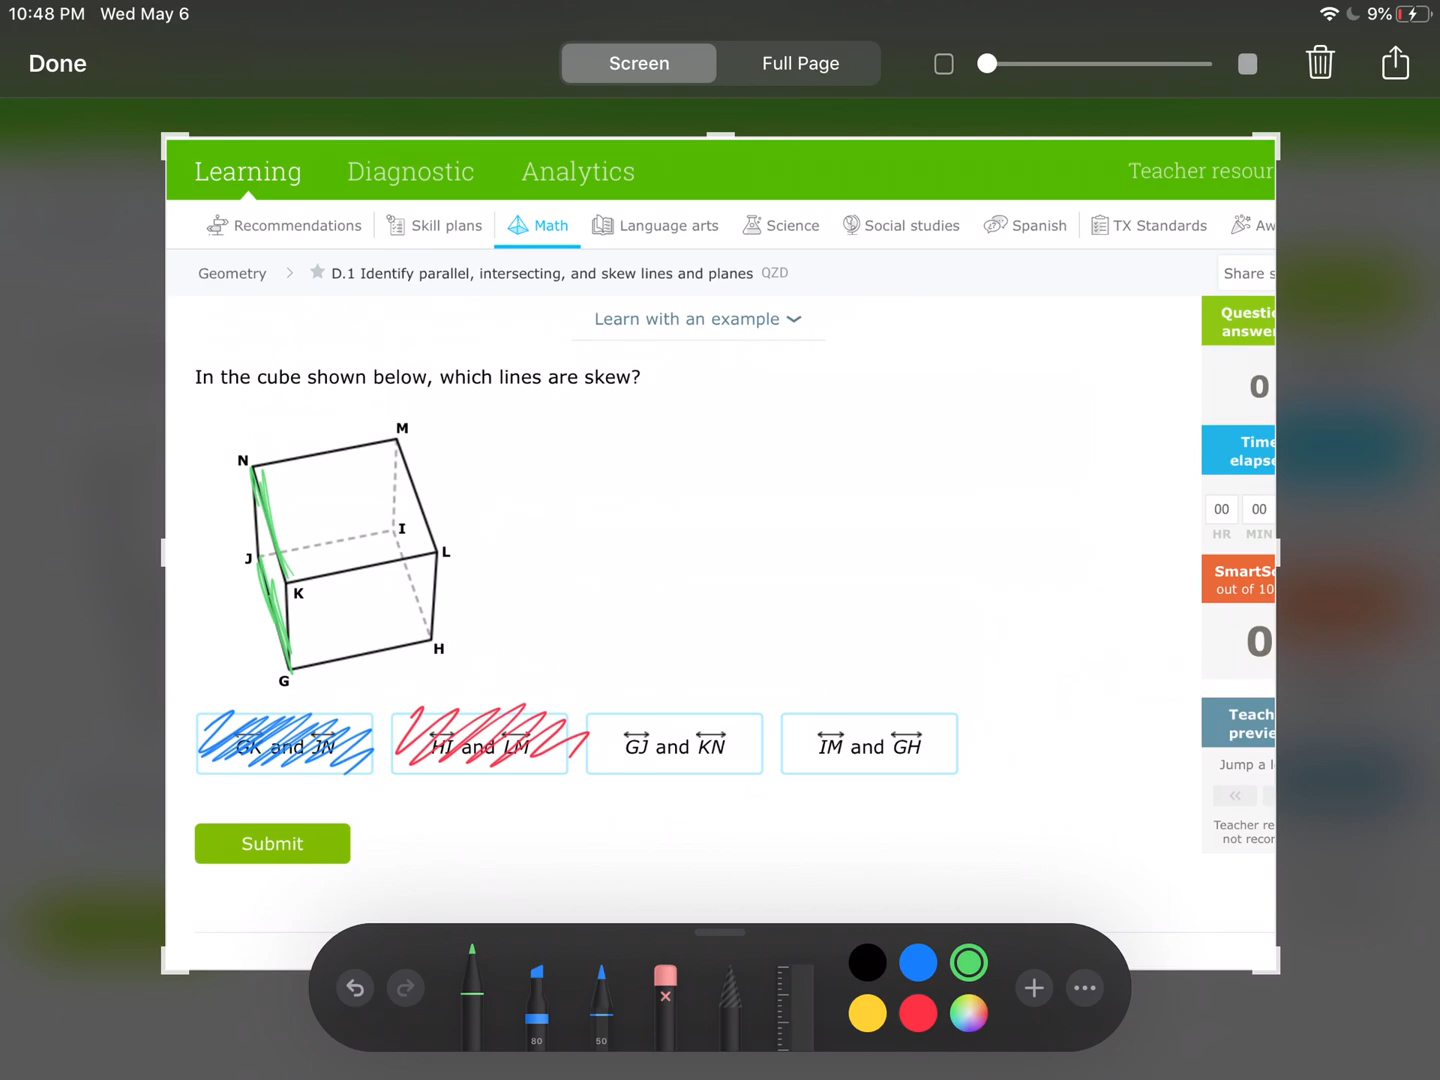 10:48 PM Wed May 6
9%
Done
Screen
Full Page
Learning Diagnostic Analytics
Teacher resour
Recommendations Skill plans Math Language arts Science Social studies Spanish TX Standards Aw
Geometry > D.1 Identify parallel, intersecting, and skew lines and planes QZD
Share s
Learn with an example
Questi
answe
0
Time
elapse
00 00
HR MIN
SmartS
out of 10
0
Teach
previe
Jump a l
<<
Teacher re
not recor
In the cube shown below, which lines are skew?
M
N
I
J
L
K
H
G
GK and JN
HI and LM
GJ and KN
IM and GH
Submit
80
50